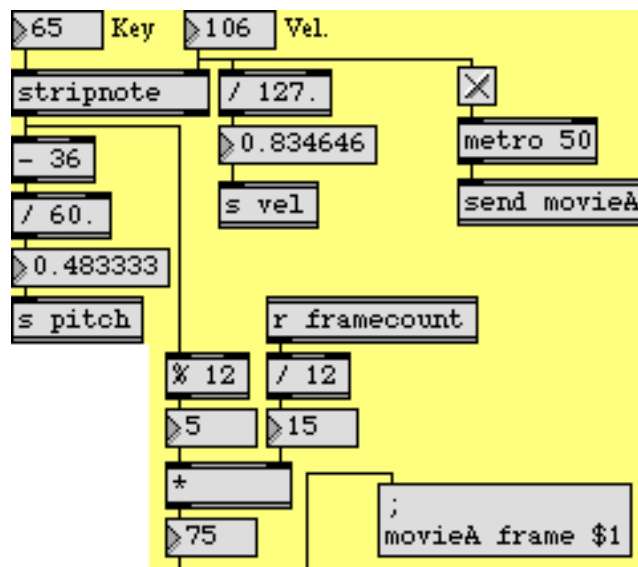 65 Key 106 Vel.
stripnote / 127.
- 36 0.834646 metro 50
/ 60. s vel send movieA
0.483333
s pitch r framecount
% 12 / 12
5 15
*
;
movieA frame $1
75